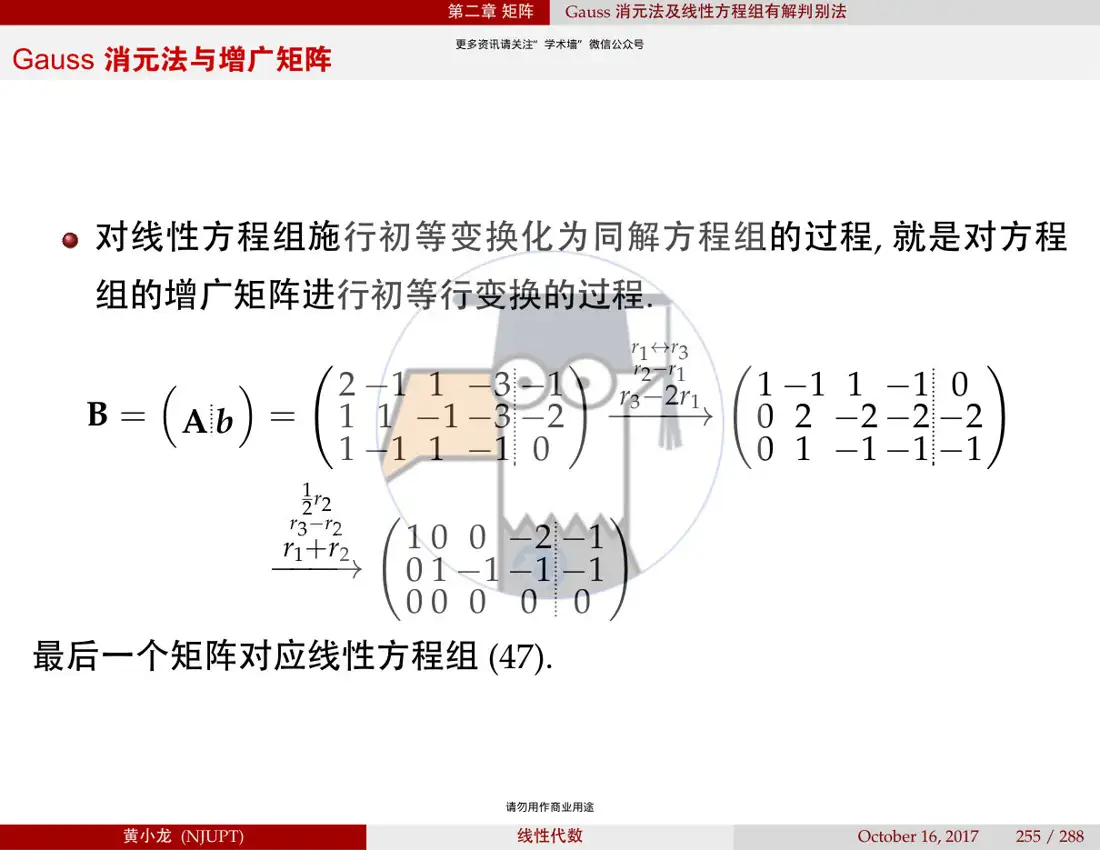 第二章 矩阵 Gauss 消元法及线性方程组有解判别法
更多资讯请关注“学术墙”微信公众号
Gauss 消元法与增广矩阵
对线性方程组施行初等变换化为同解方程组的过程, 就是对方程
组的增广矩阵进行初等行变换的过程.
r₁↔r₃
r₂−r₁
r₃−2r₁
2 −1 1 −3 −1 1 −1 1 −1 0
B = (A b) = 1 1 −1 −3 −2 0 2 −2 −2 −2
1 −1 1 −1 0 0 1 −1 −1 −1
½r₂
r₃−r₂
r₁+r₂
1 0 0 −2 −1
0 1 −1 −1 −1
0 0 0 0 0
最后一个矩阵对应线性方程组 (47).
请勿用作商业用途
黄小龙 (NJUPT) 线性代数 October 16, 2017 255 / 288